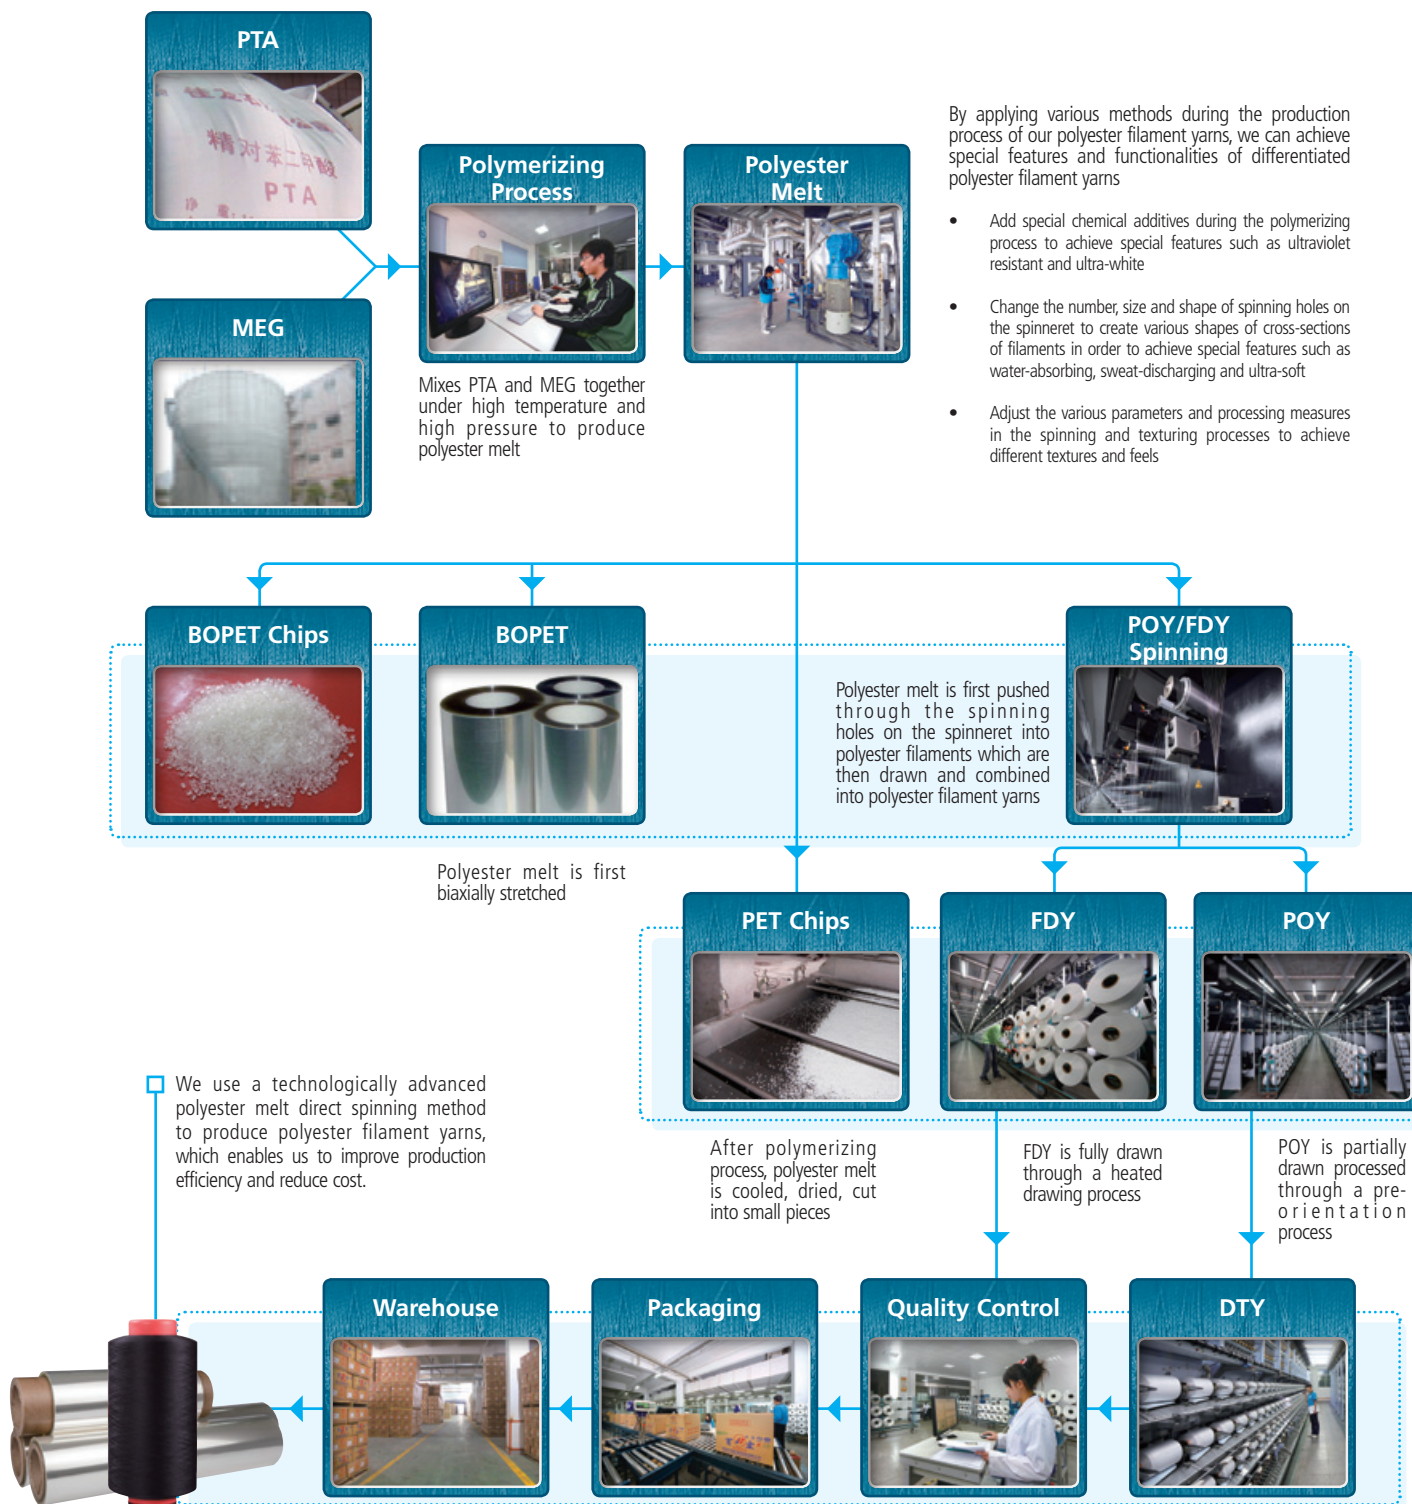 PTA
精对苯二甲酸
PTA
MEG
Polymerizing
Process
Mixes PTA and MEG together
under high temperature and
high pressure to produce
polyester melt
Polyester
Melt
By applying various methods during the production
process of our polyester filament yarns, we can achieve
special features and functionalities of differentiated
polyester filament yarns
• Add special chemical additives during the polymerizing
process to achieve special features such as ultraviolet
resistant and ultra-white
• Change the number, size and shape of spinning holes on
the spinneret to create various shapes of cross-sections
of filaments in order to achieve special features such as
water-absorbing, sweat-discharging and ultra-soft
• Adjust the various parameters and processing measures
in the spinning and texturing processes to achieve
different textures and feels
BOPET Chips
BOPET
Polyester melt is first
biaxially stretched
Polyester melt is first pushed
through the spinning
holes on the spinneret into
polyester filaments which are
then drawn and combined
into polyester filament yarns
POY/FDY
Spinning
PET Chips
FDY
POY
After polymerizing
process, polyester melt
is cooled, dried, cut
into small pieces
FDY is fully drawn
through a heated
drawing process
POY is partially
drawn processed
through a pre-
orientation
process
We use a technologically advanced
polyester melt direct spinning method
to produce polyester filament yarns,
which enables us to improve production
efficiency and reduce cost.
Warehouse
Packaging
Quality Control
DTY